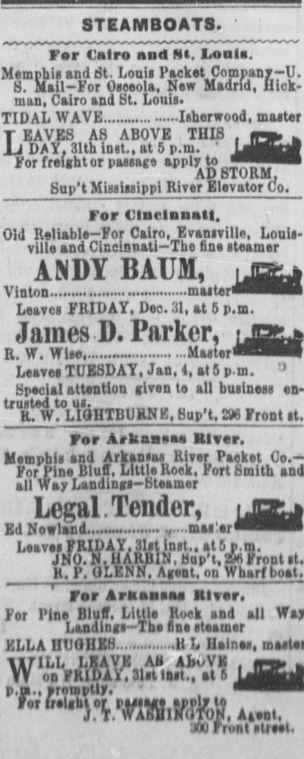 STEAMBOATS.
For Cairo and St. Louis.
Memphis and St. Louis Packet Company—U.
S. Mail—For Osceola, New Madrid, Hick-
man, Cairo and St. Louis.
TIDAL WAVE..............Isherwood, master
LEAVES AS ABOVE THIS
DAY, 31th inst., at 5 p.m.
For freight or passage apply to
AD STORM,
Sup't Mississippi River Elevator Co.
For Cincinnati,
Old Reliable—For Cairo, Evansville, Louis-
ville and Cincinnati—The fine steamer
ANDY BAUM,
Vinton..............................master
Leaves FRIDAY, Dec. 31, at 5 p.m.
James D. Parker,
R. W. Wise,......................Master
Leaves TUESDAY, Jan, 4, at 5 p.m.
Special attention given to all business en-
trusted to us.
R. W. LIGHTBURNE, Sup't, 296 Front st.
For Arkansas River.
Memphis and Arkansas River Packet Co.—
For Pine Bluff, Little Rock, Fort Smith and
all Way Landings—Steamer
Legal Tender,
Ed Nowland.....................master
Leaves FRIDAY, 31st inst., at 5 p.m.
JNO. N. HARBIN, Sup't, 296 Front st.
R. P. GLENN, Agent, on Wharf boat.
For Arkansas River.
For Pine Bluff, Little Rock and all Way
Landings—The fine steamer
ELLA HUGHES..............R L Haines, master
WILL LEAVE AS ABOVE
on FRIDAY, 31st inst., at 5
p.m., promptly.
For freight or passage apply to
J. T. WASHINGTON, Agent,
300 Front street.